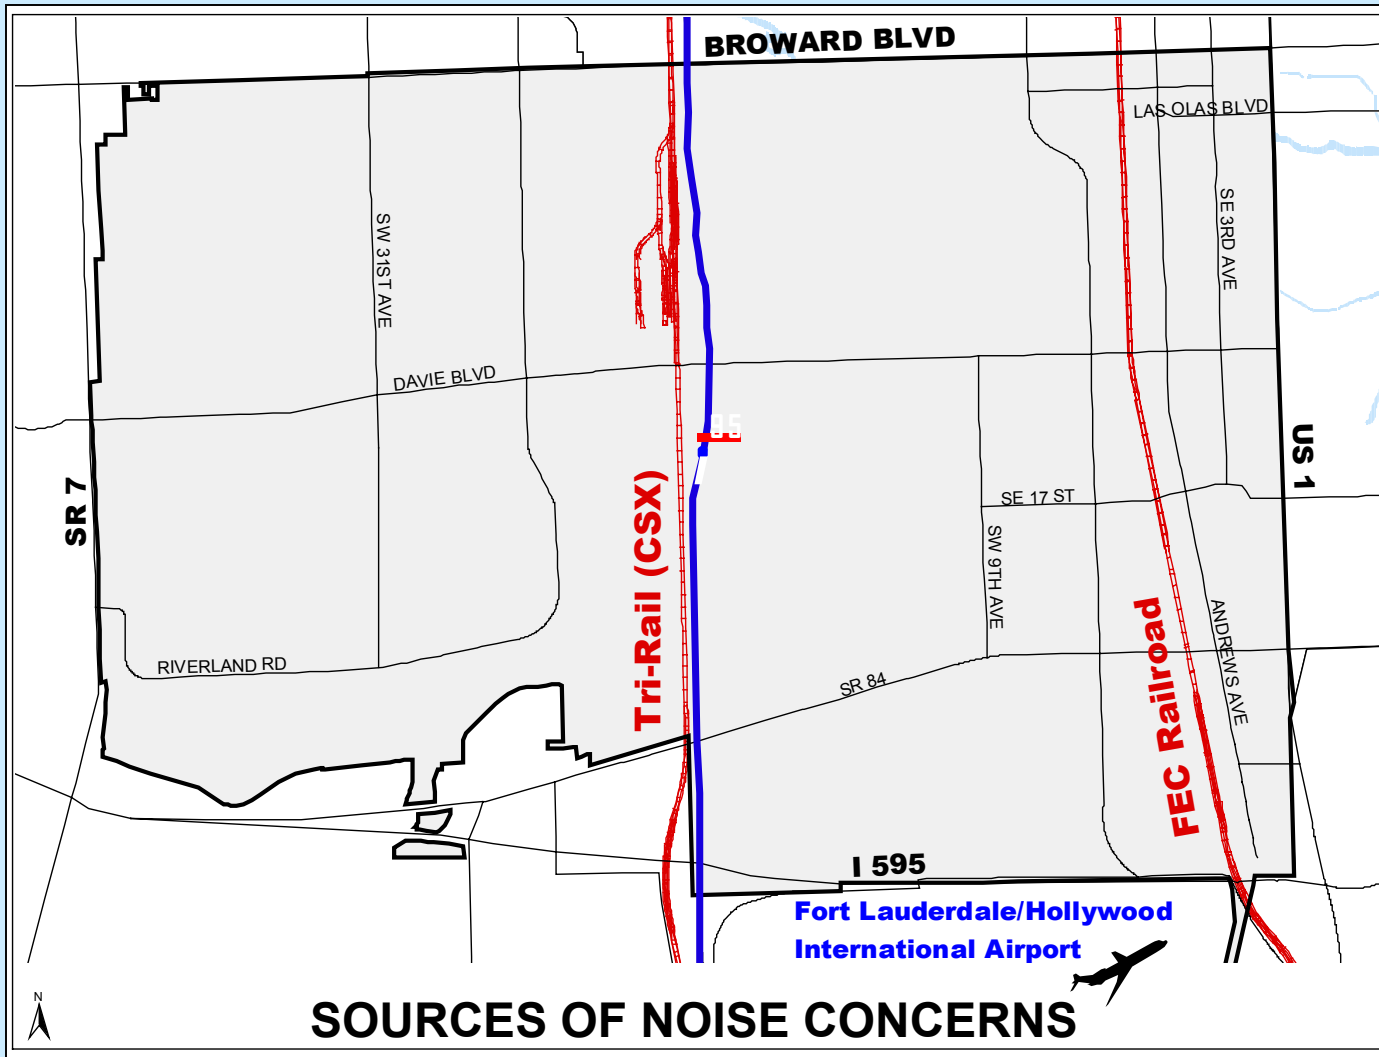 BROWARD BLVD
LAS OLAS BLVD
SW 31ST AVE
SE 3RD AVE
DAVIE BLVD
95
US 1
SR 7
Tri-Rail (CSX)
SE 17 ST
SW 9TH AVE
FEC Railroad
ANDREWS AVE
RIVERLAND RD
SR 84
I 595
Fort Lauderdale/Hollywood
International Airport
N
SOURCES OF NOISE CONCERNS